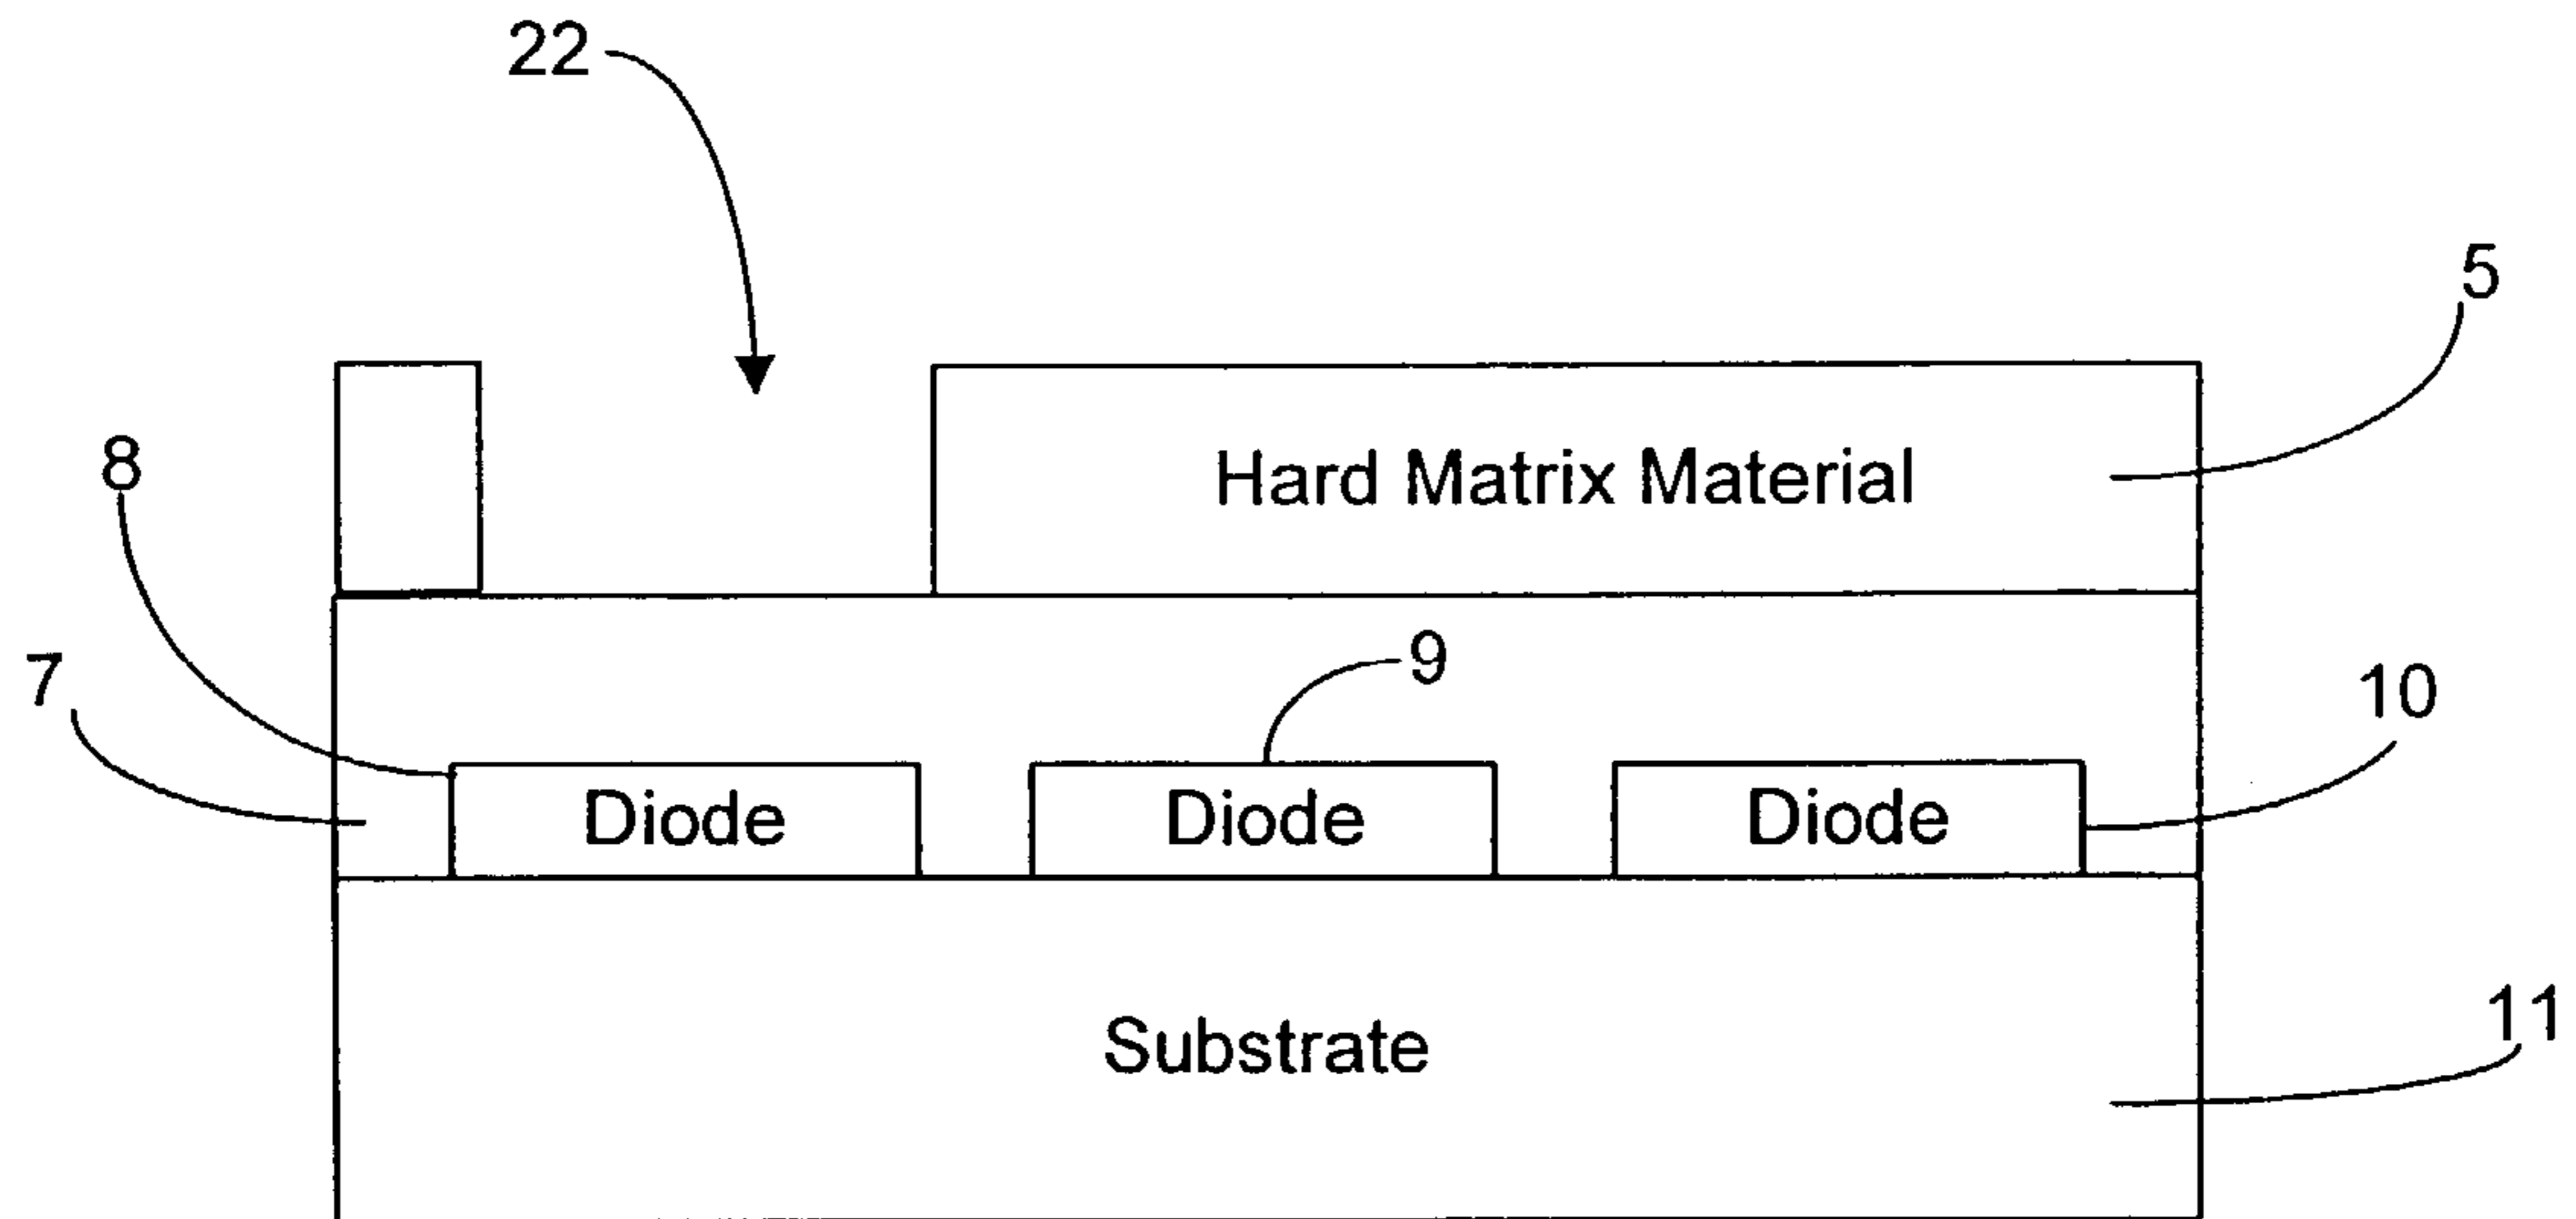 22
5
Hard Matrix Material
8
9
7
10
Diode Diode Diode
11
Substrate